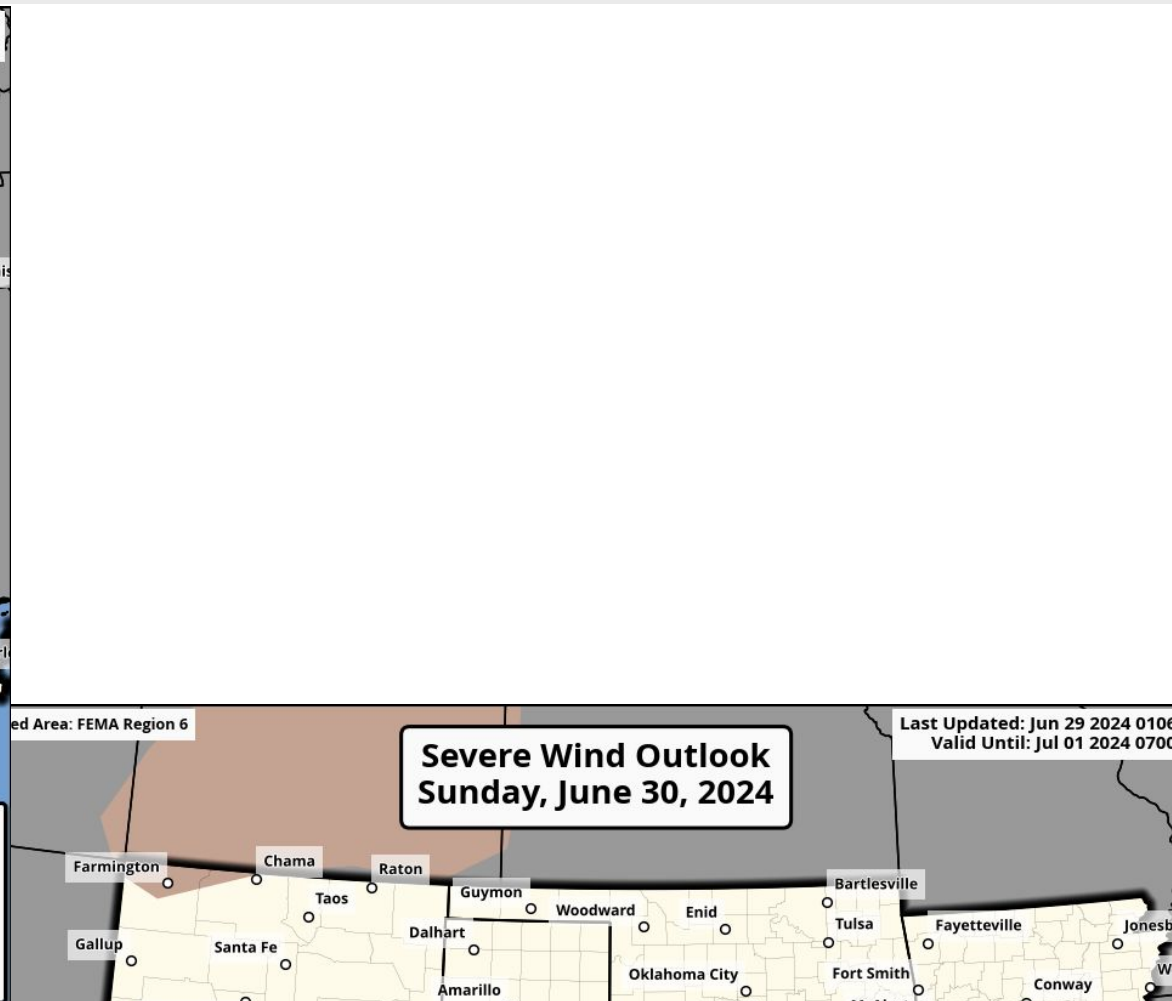 ed Area: FEMA Region 6
Severe Wind Outlook
Sunday, June 30, 2024
Last Updated: Jun 29 2024 0106
Valid Until: Jul 01 2024 0700
Farmington
Chama
Raton
Taos
Guymon
Woodward
Enid
Bartlesville
Tulsa
Fayetteville
Jonesb
Gallup
Santa Fe
Dalhart
Amarillo
Oklahoma City
Fort Smith
Conway